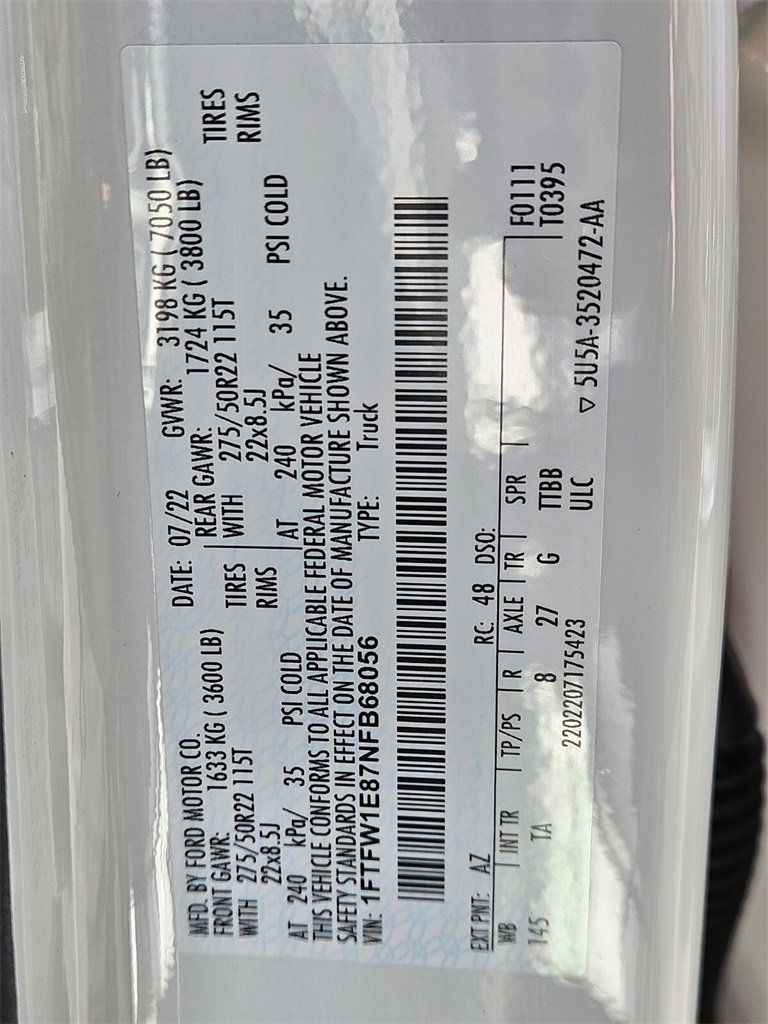 MFD. BY FORD MOTOR CO. DATE: 07/22 GVWR: 3198 KG ( 7050 LB)
FRONT GAWR: 1633 KG ( 3600 LB) REAR GAWR: 1724 KG ( 3800 LB)
WITH 275/50R22 115T TIRES WITH 275/50R22 115T TIRES
22x8.5J RIMS 22x8.5J RIMS
AT 240 kPa/ 35 PSI COLD AT 240 kPa/ 35 PSI COLD
THIS VEHICLE CONFORMS TO ALL APPLICABLE FEDERAL MOTOR VEHICLE
SAFETY STANDARDS IN EFFECT ON THE DATE OF MANUFACTURE SHOWN ABOVE.
VIN: 1FTFW1E87NFB68056 TYPE: Truck
EXT PNT: AZ RC: 48 DSO:
WB INT TR TP/PS R AXLE TR SPR F0111
145 TA 8 27 G TTBB T0395
2202207175423 ULC ▽ 5U5A-3520472-AA